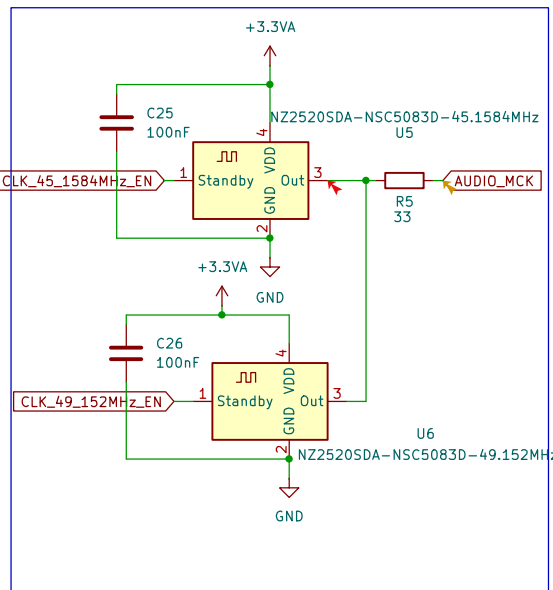 +3.3VA
C25
100nF
NZ2520SDA-NSC5083D-45.1584MHz
U5
4
VDD
CLK_45_1584MHz_EN
1
Standby
Out
3
AUDIO_MCK
GND
2
R5
33
+3.3VA
GND
C26
100nF
4
VDD
CLK_49_152MHz_EN
1
Standby
Out
3
GND
2
U6
NZ2520SDA-NSC5083D-49.152MHz
GND